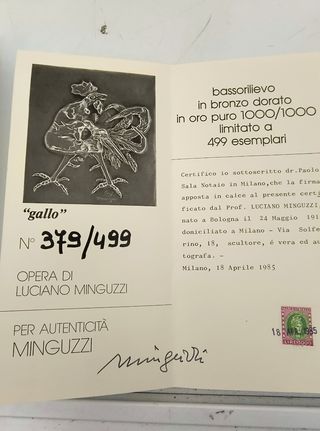 "gallo"
N° 379/499
OPERA DI
LUCIANO MINGUZZI
PER AUTENTICITÀ
MINGUZZI
minguzzi
bassorilievo
in bronzo dorato
in oro puro 1000/1000
limitato a
499 esemplari
Certifico io sottoscritto dr.Paolo
Sala Notaio in Milano,che la firma
apposta in calce al presente certi
ficato dal Prof. LUCIANO MINGUZZI
nato a Bologna il 24 Maggio 191
domiciliato a Milano - Via Solfe
rino, 18, scultore, é vera ed au
tografa. -
Milano, 18 Aprile 1985